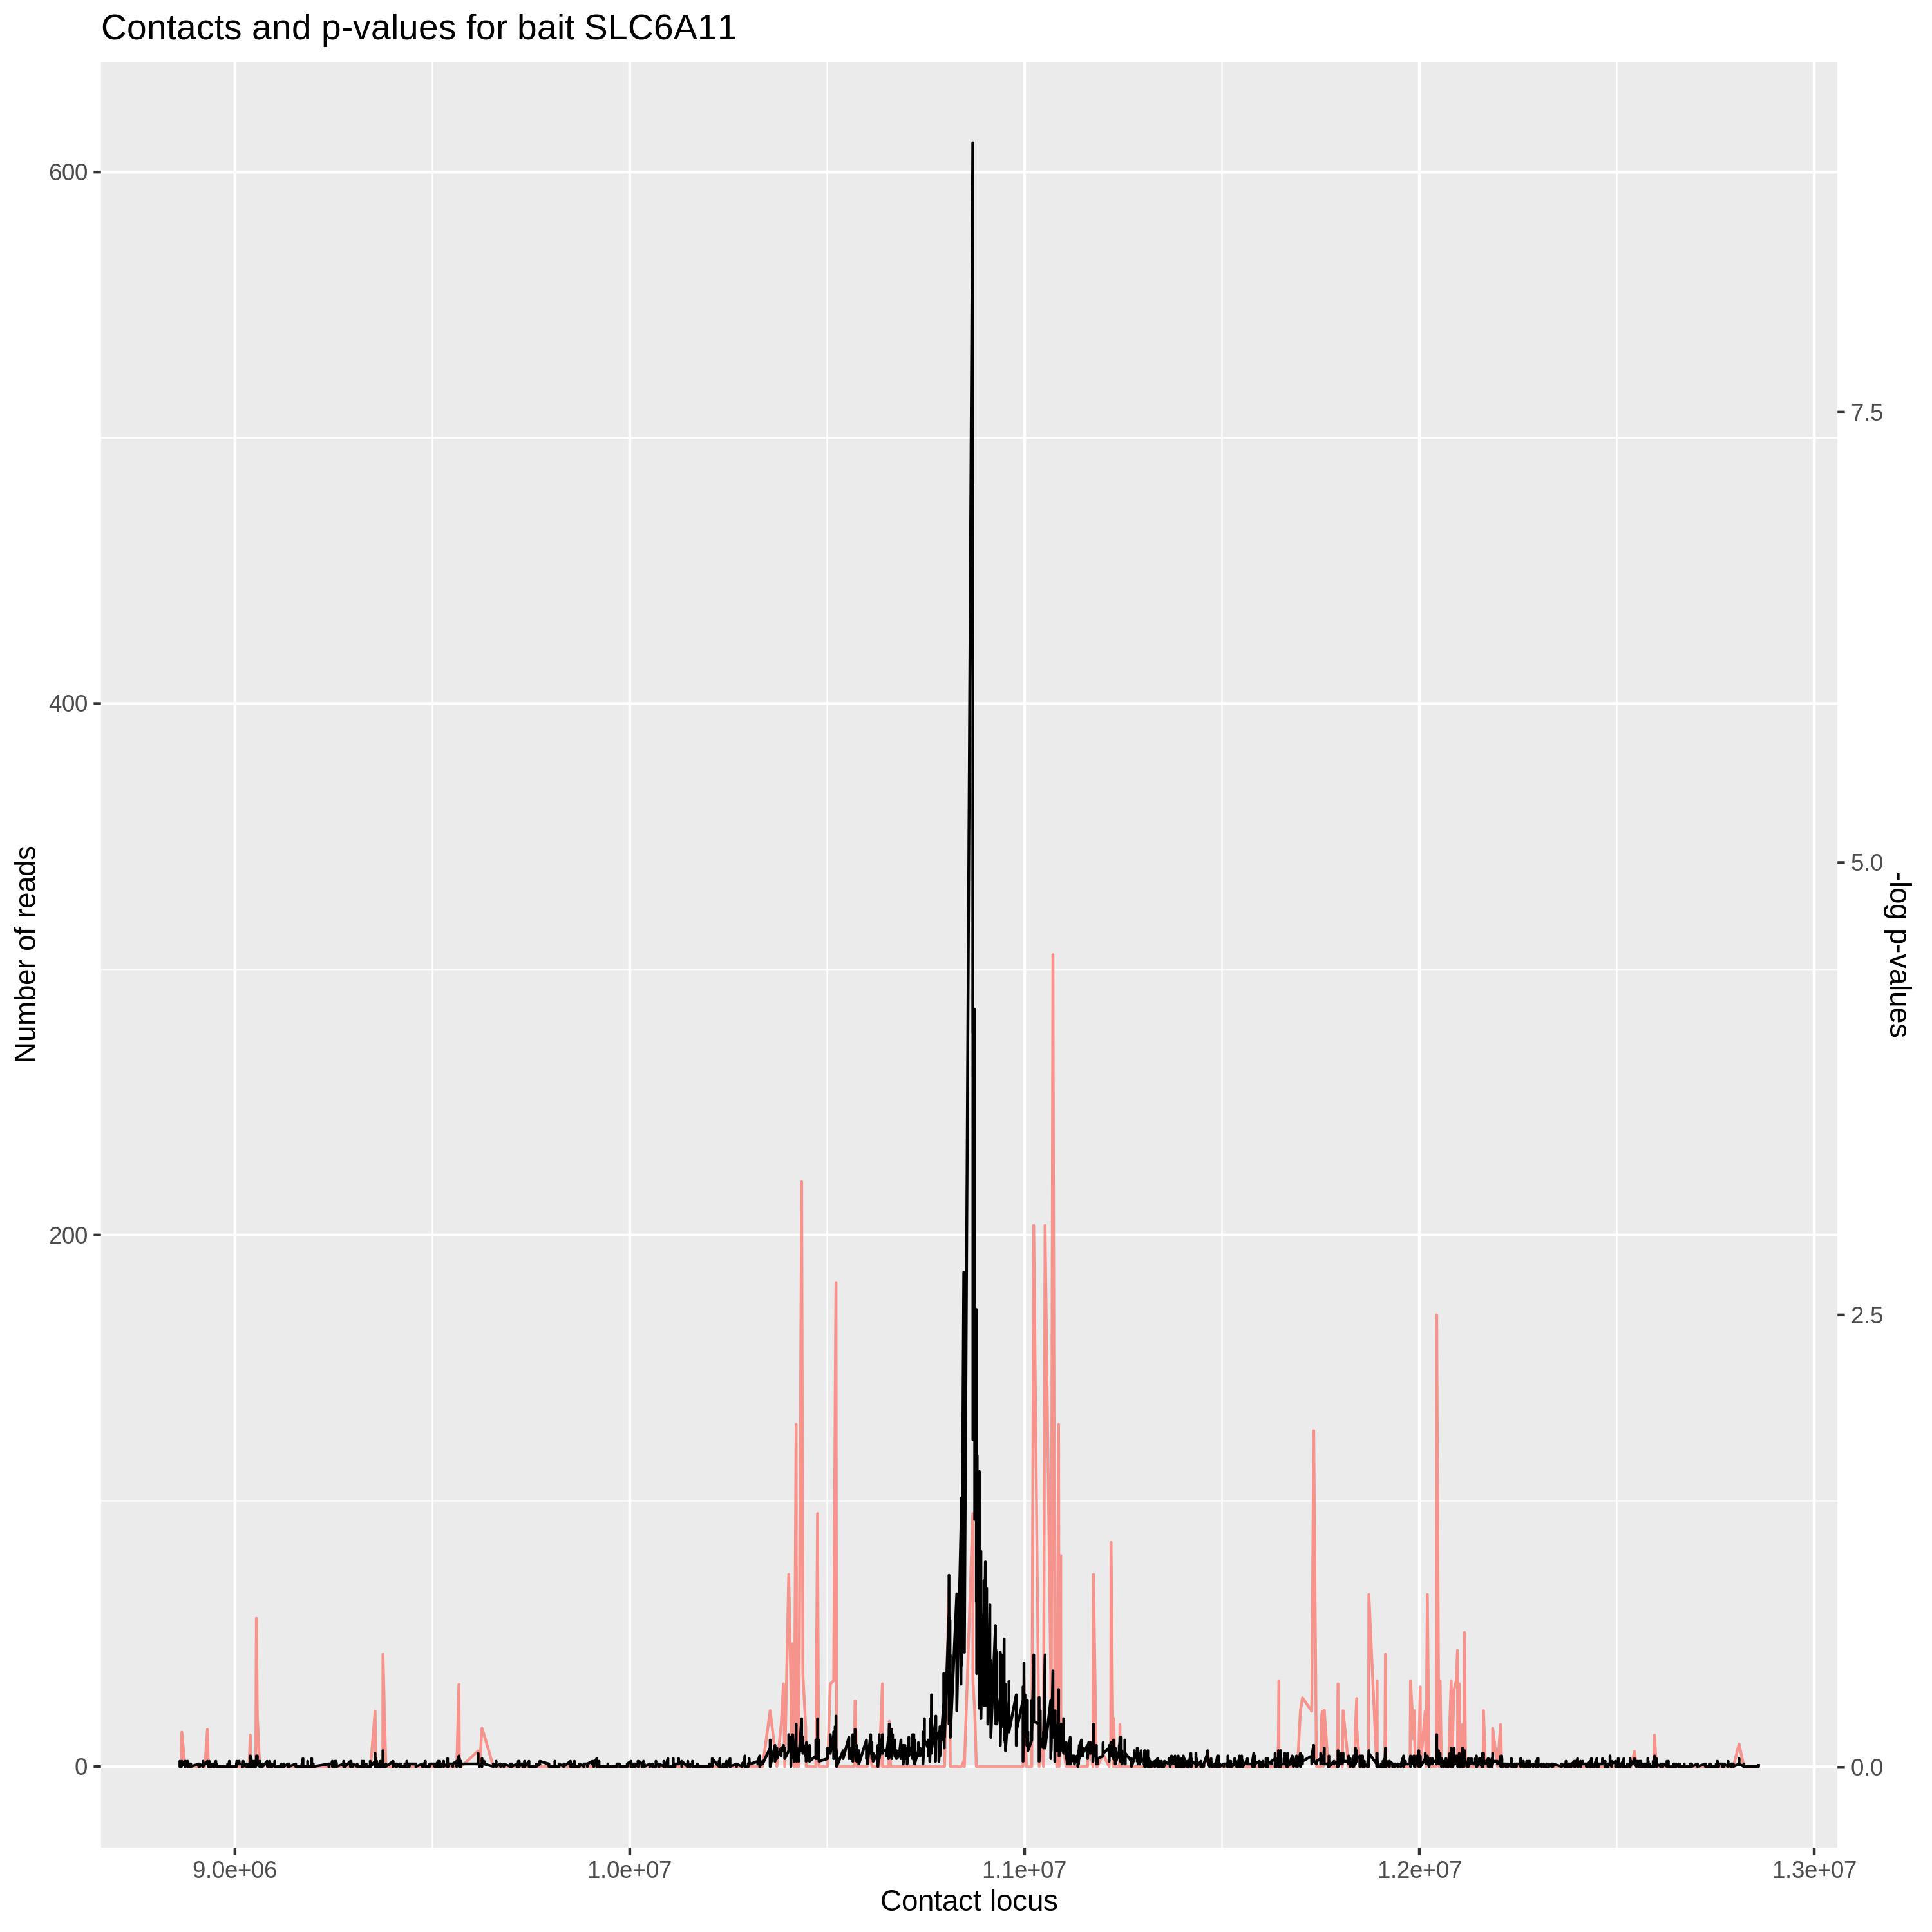 Contacts and p-values for bait SLC6A11
600
400
200
0
Number of reads
7.5
5.0
2.5
0.0
-log p-values
9.0e+06
1.0e+07
1.1e+07
1.2e+07
1.3e+07
Contact locus